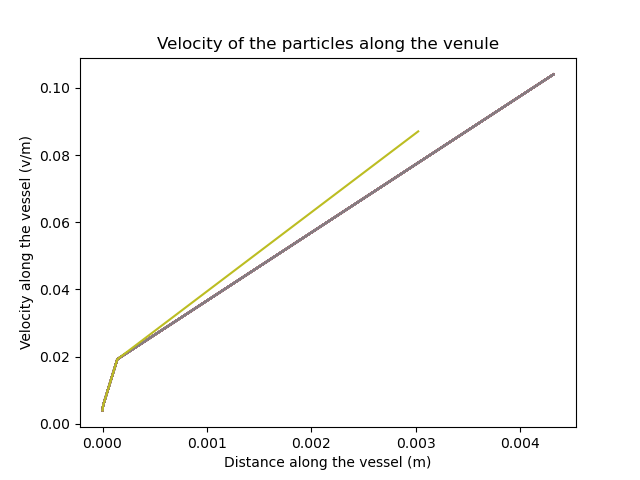 Velocity of the particles along the venule
0.10
0.08
0.06
0.04
0.02
0.00
Velocity along the vessel (v/m)
0.000 0.001 0.002 0.003 0.004
Distance along the vessel (m)